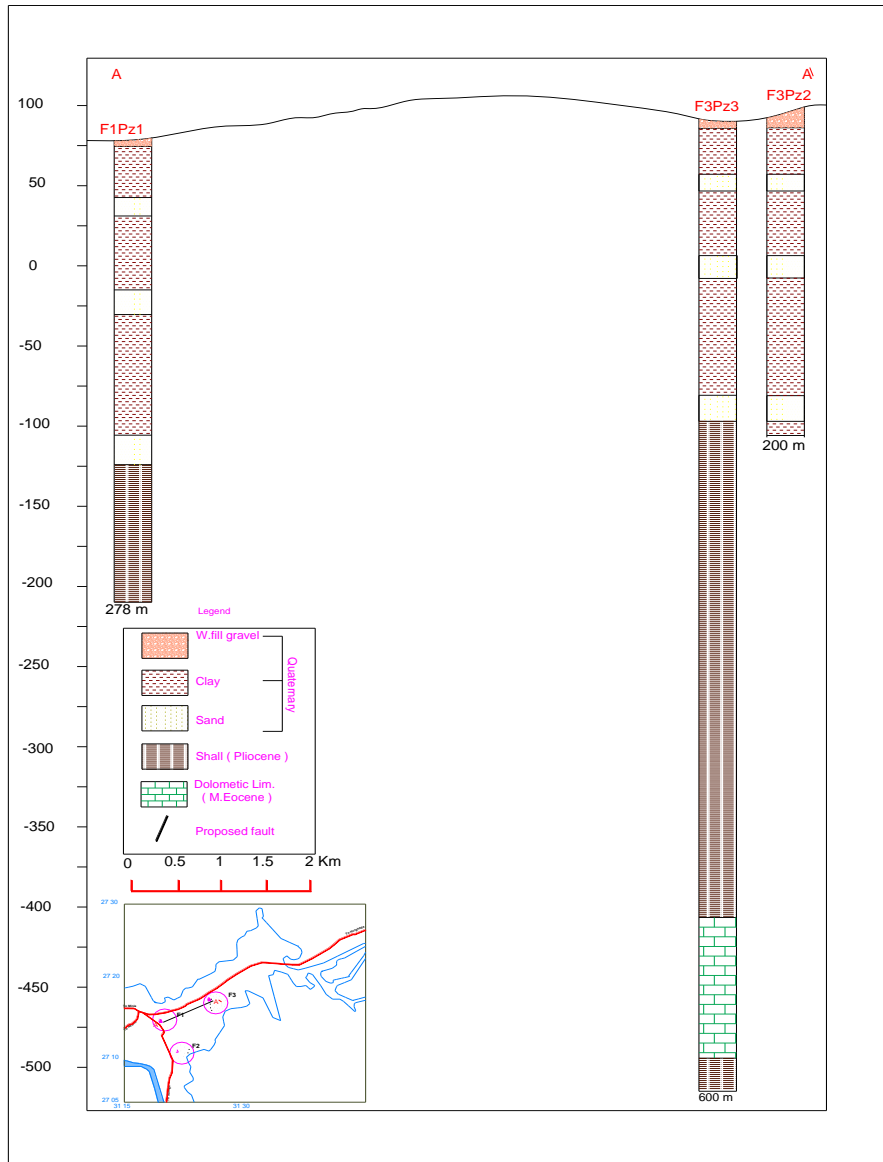 A
A\
100
F1Pz1
F3Pz3
F3Pz2
50
0
-50
-100
200 m
-150
-200
278 m
-250
-300
-350
-400
-450
-500
600 m
Legend
W.fill gravel
Clay
Sand
Quaternary
Shall ( Pliocene )
Dolometic Lim.
( M.Eocene )
Proposed fault
0 0.5 1 1.5 2 Km
27 30
27 20
27 10
27 05
31 15
31 30
F1
F2
F3
A